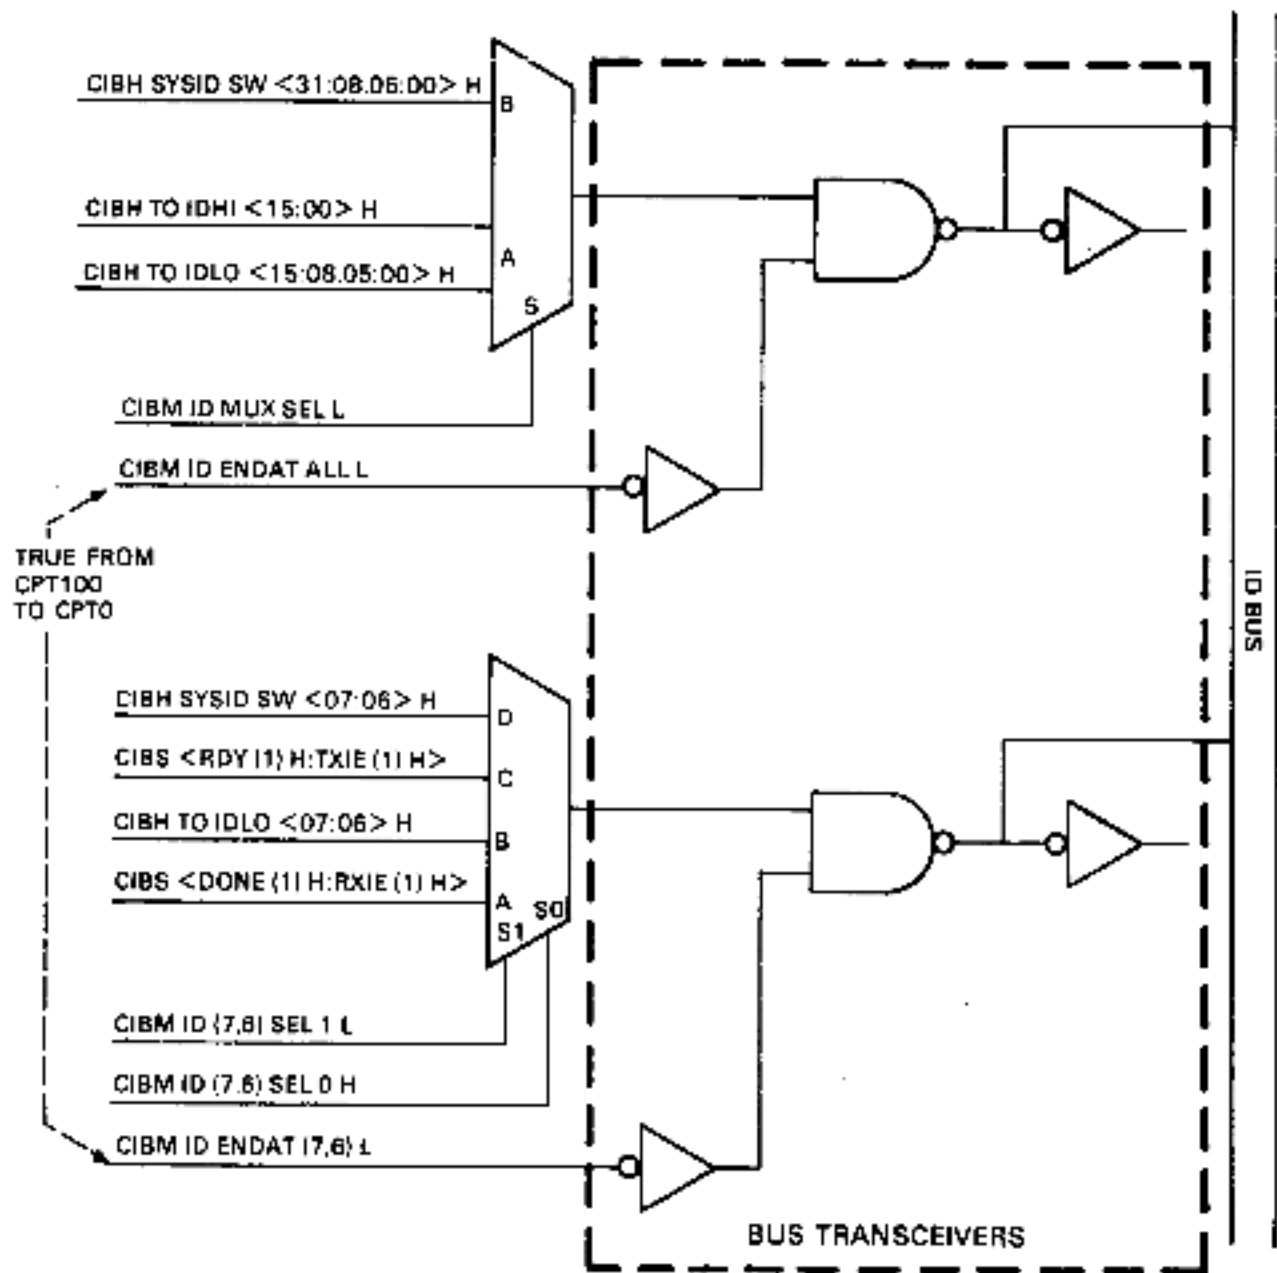 CIBH SYSID SW <31:08.05:00> H
B
CIBH TO IDHI <15:00> H
A
CIBH TO IDLO <15:08.05:00> H
S
CIBM ID MUX SEL L
CIBM ID ENDAT ALL L
TRUE FROM
CPT100
TO CPT0
ID BUS
CIBH SYSID SW <07:06> H
D
CIBS <RDY (1) H:TXIE (1) H>
C
CIBH TO IDLO <07:06> H
B
CIBS <DONE (1) H:RXIE (1) H>
A
S0
S1
CIBM ID (7,6) SEL 1 L
CIBM ID (7.6) SEL 0 H
CIBM ID ENDAT (7,6) L
BUS TRANSCEIVERS